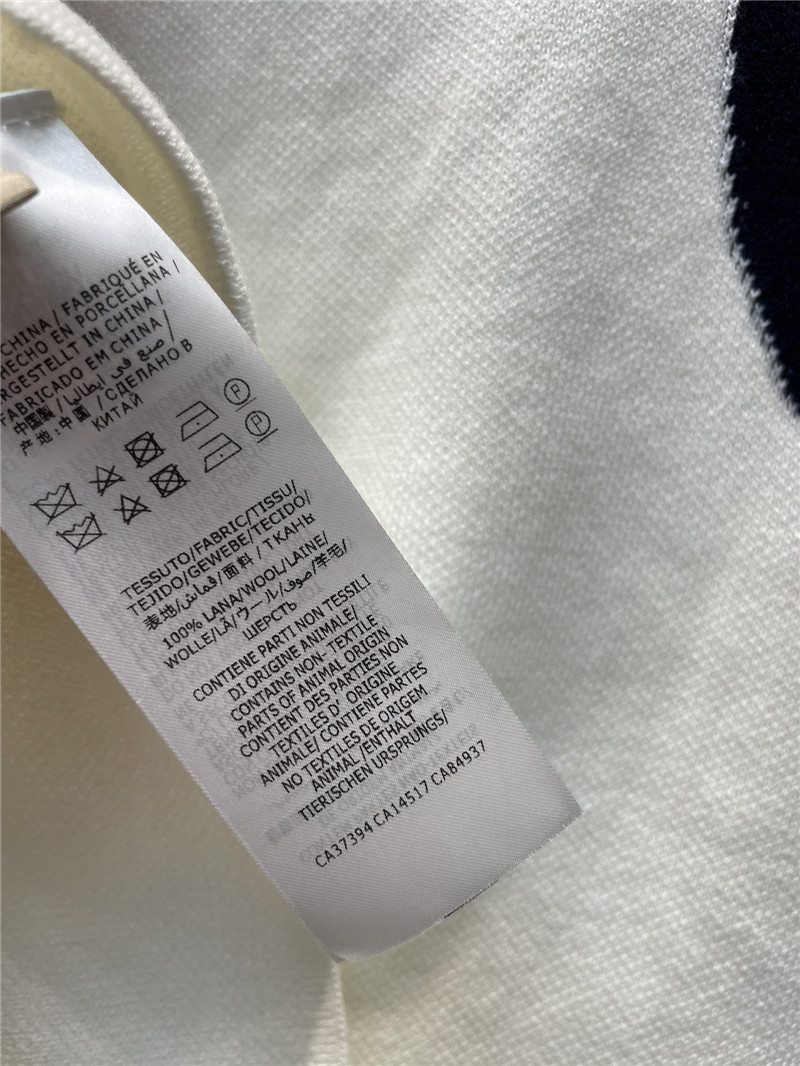 CHINA / FABRIQUÉ EN
HECHO EN PORCELLANA /
RGESTELLT IN CHINA/
FABRICADO EM CHINA /
中国製 / صنع في ايطاليا /
产 地：中 国 / СДЕЛАНО В
КИТАЙ
P
P
TESSUTO/FABRIC/TISSU/
TEJIDO/GEWEBE/TECIDO/
表地/قماش/面料 / ТКАНЬ
100% LANA/WOOL/LAINE/
WOLLE/LÃ/ウール/صوف/羊毛/
ШЕРСТЬ
CONTIENE PARTI NON TESSILI
DI ORIGINE ANIMALE/
CONTAINS NON-TEXTILE
PARTS OF ANIMAL ORIGIN
CONTIENT DES PARTIES NON
TEXTILES D' ORIGINE
ANIMALE/ CONTIENE PARTES
NO TEXTILES DE ORIGEM
ANIMAL /ENTHÄLT
TIERISCHEN URSPRUNGS/
CA37394 CA14517 CA84937